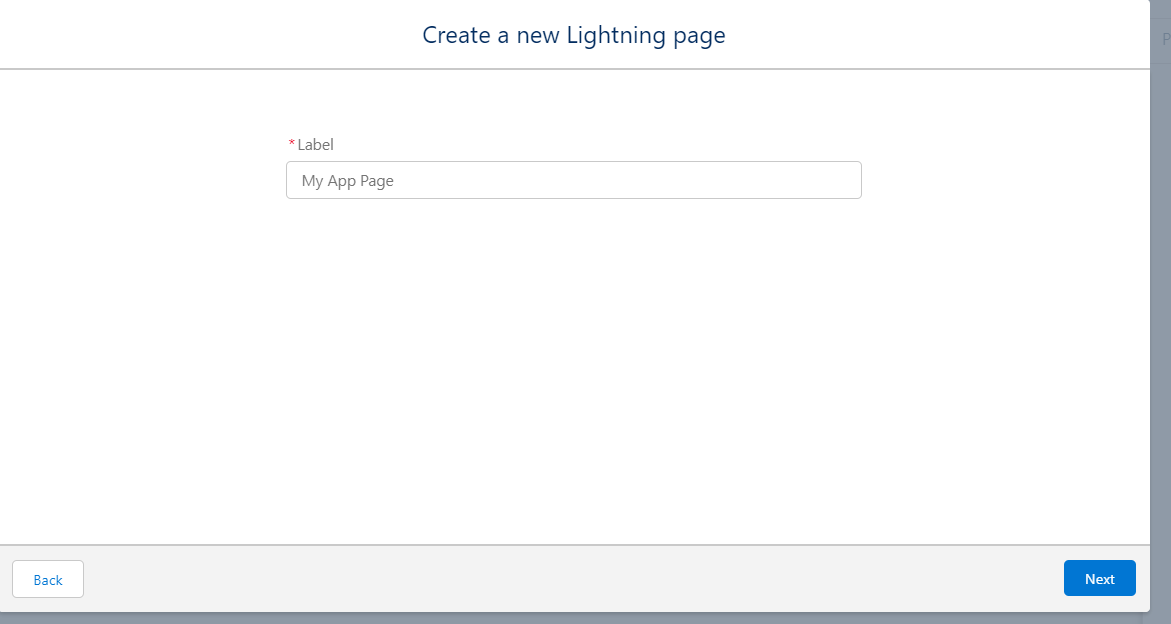 Create a new Lightning page
*Label
My App Page
Back
Next